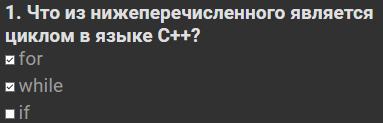 1. Что из нижеперечисленного является
циклом в языке C++?
for
while
if